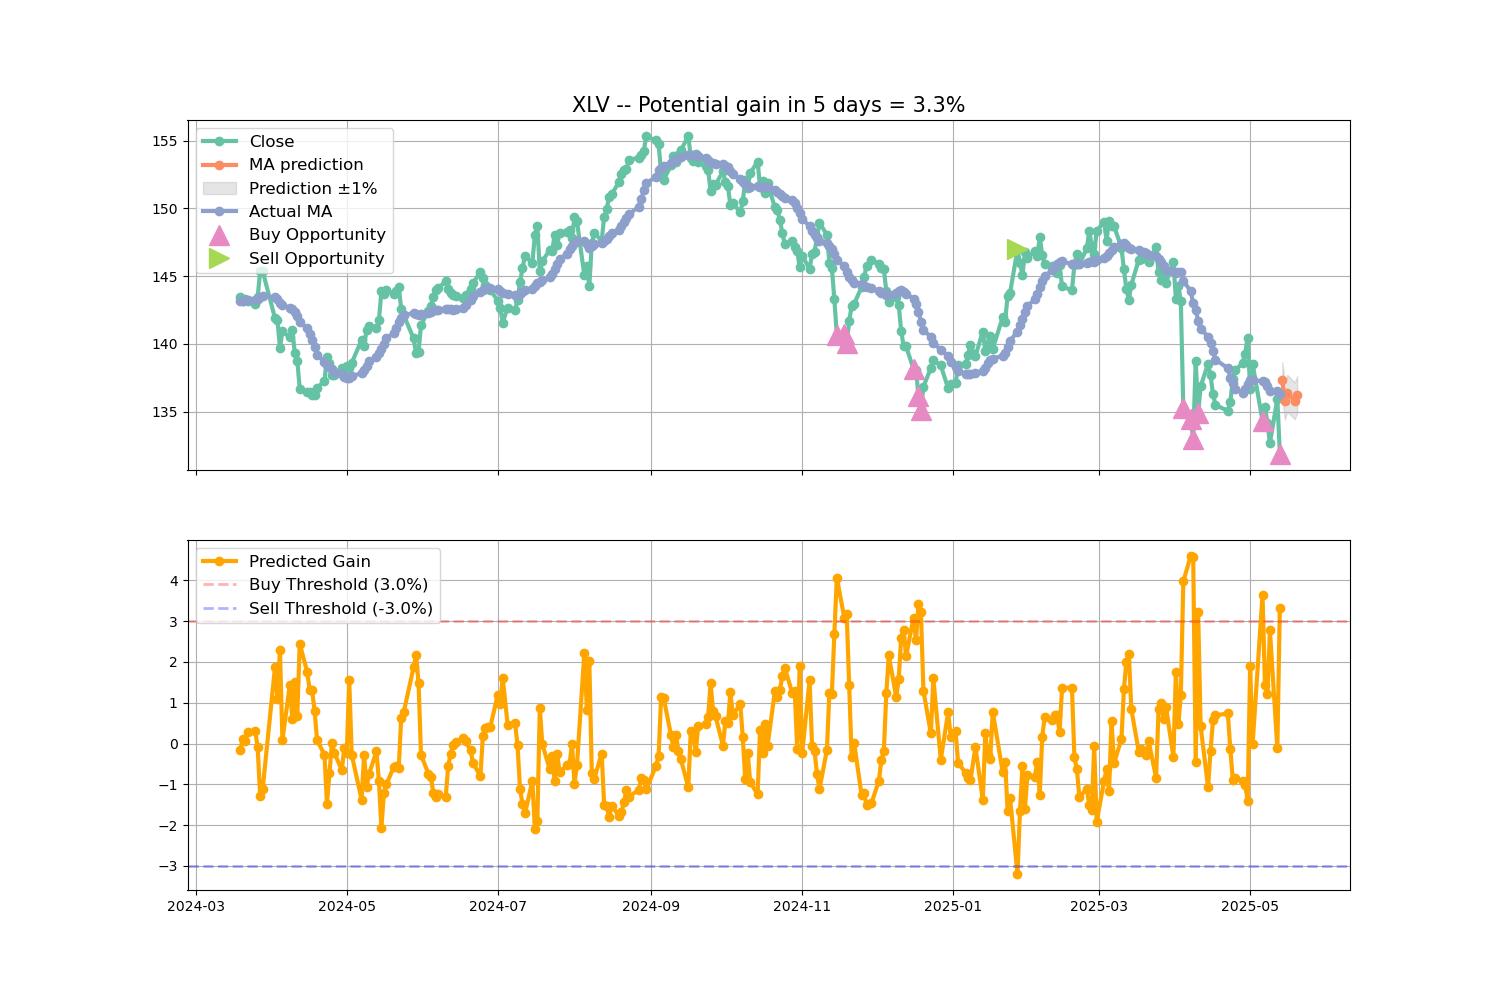 XLV -- Potential gain in 5 days = 3.3%
Close
MA prediction
Prediction ±1%
Actual MA
Buy Opportunity
Sell Opportunity
155
150
145
140
135
Predicted Gain
Buy Threshold (3.0%)
Sell Threshold (-3.0%)
4
3
2
1
0
−1
−2
−3
2024-03
2024-05
2024-07
2024-09
2024-11
2025-01
2025-03
2025-05